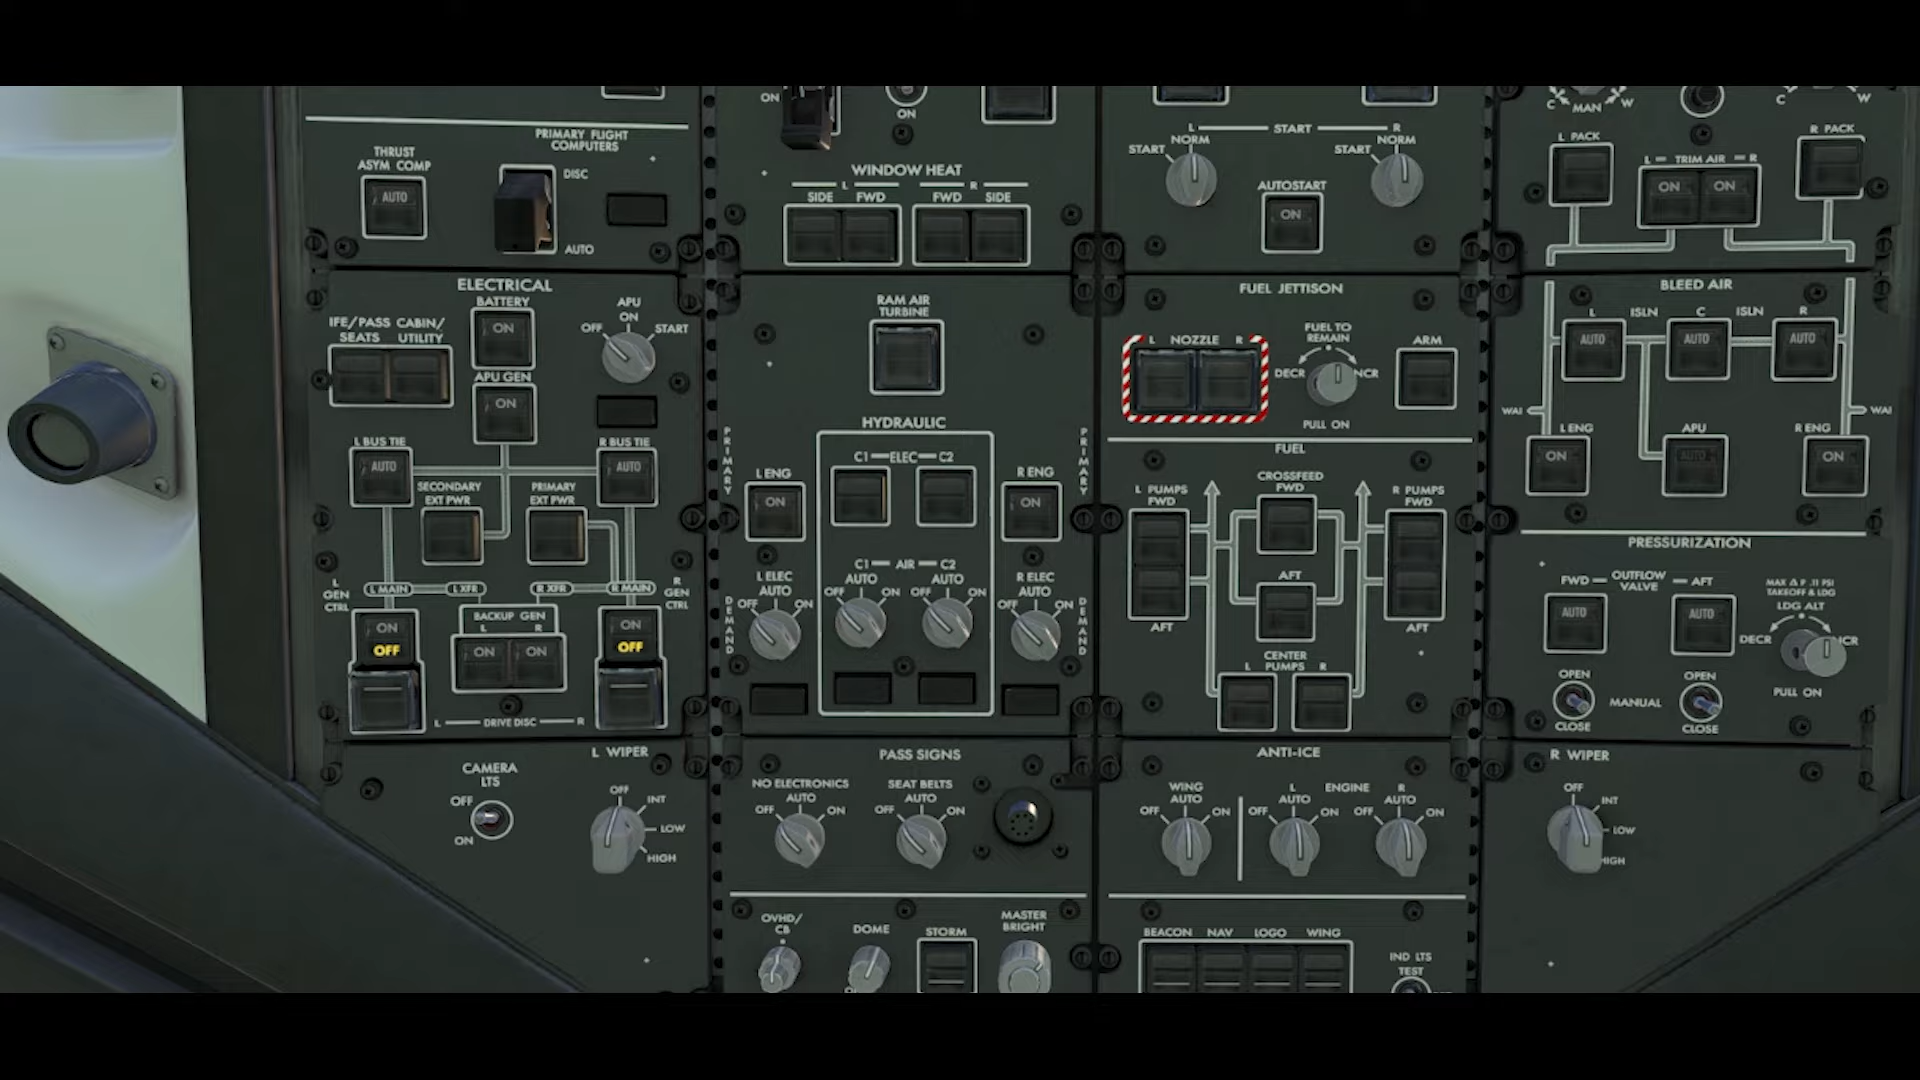 PRIMARY FLIGHT
COMPUTERS
THRUST
ASYM COMP
AUTO
DISC
AUTO
ELECTRICAL
BATTERY
ON
APU
OFF ON START
IFE/PASS CABIN/
SEATS UTILITY
APU GEN
ON
L BUS TIE
AUTO
R BUS TIE
AUTO
SECONDARY
EXT PWR
PRIMARY
EXT PWR
L
GEN
CTRL
L MAIN
L XFR
R XFR
R MAIN
R
GEN
CTRL
ON
OFF
BACKUP GEN
L R
ON ON
ON
OFF
L DRIVE DISC R
CAMERA
LTS
OFF
ON
L WIPER
OFF
INT
LOW
HIGH
ON
ON
WINDOW HEAT
L R
SIDE FWD FWD SIDE
RAM AIR
TURBINE
HYDRAULIC
PRIMARY
PRIMARY
C1 ELEC C2
L ENG
ON
R ENG
ON
C1 AIR C2
AUTO AUTO
OFF ON OFF ON
L ELEC
AUTO
OFF ON
R ELEC
AUTO
OFF ON
DEMAND
DEMAND
PASS SIGNS
NO ELECTRONICS
AUTO
OFF ON
SEAT BELTS
AUTO
OFF ON
OVHD/
CB
DOME
STORM
MASTER
BRIGHT
L START R
START NORM
START NORM
AUTOSTART
ON
FUEL JETTISON
L NOZZLE R
FUEL TO
REMAIN
DECR
NCR
PULL ON
ARM
FUEL
L PUMPS
FWD
AFT
CROSSFEED
FWD
AFT
R PUMPS
FWD
AFT
CENTER
L PUMPS R
ANTI-ICE
WING
AUTO
OFF ON
L ENGINE R
AUTO AUTO
OFF ON OFF ON
BEACON NAV LOGO WING
IND LTS
TEST
C MAN W
C W
L PACK
L TRIM AIR R
ON ON
R PACK
BLEED AIR
L ISLN C ISLN R
AUTO AUTO AUTO
WAI
WAI
L ENG
ON
APU
AUTO
R ENG
ON
PRESSURIZATION
FWD OUTFLOW AFT
VALVE
AUTO AUTO
MAX Δ P .11 PSI
TAKEOFF & LDG
LDG ALT
DECR
NCR
PULL ON
OPEN
CLOSE
MANUAL
OPEN
CLOSE
R WIPER
OFF
INT
LOW
HIGH